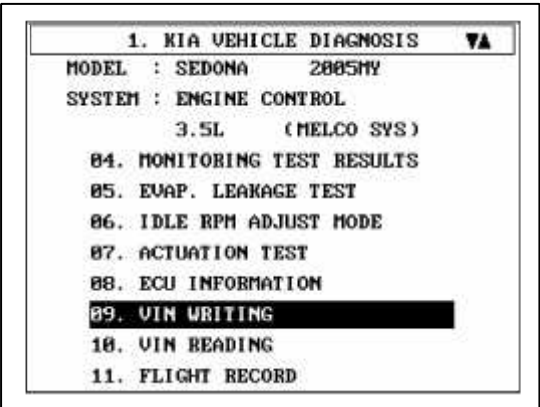 1. KIA VEHICLE DIAGNOSIS ▼▲
MODEL : SEDONA 2005MY
SYSTEM : ENGINE CONTROL
3.5L (MELCO SYS)
04. MONITORING TEST RESULTS
05. EVAP. LEAKAGE TEST
06. IDLE RPM ADJUST MODE
07. ACTUATION TEST
08. ECU INFORMATION
09. VIN WRITING
10. VIN READING
11. FLIGHT RECORD